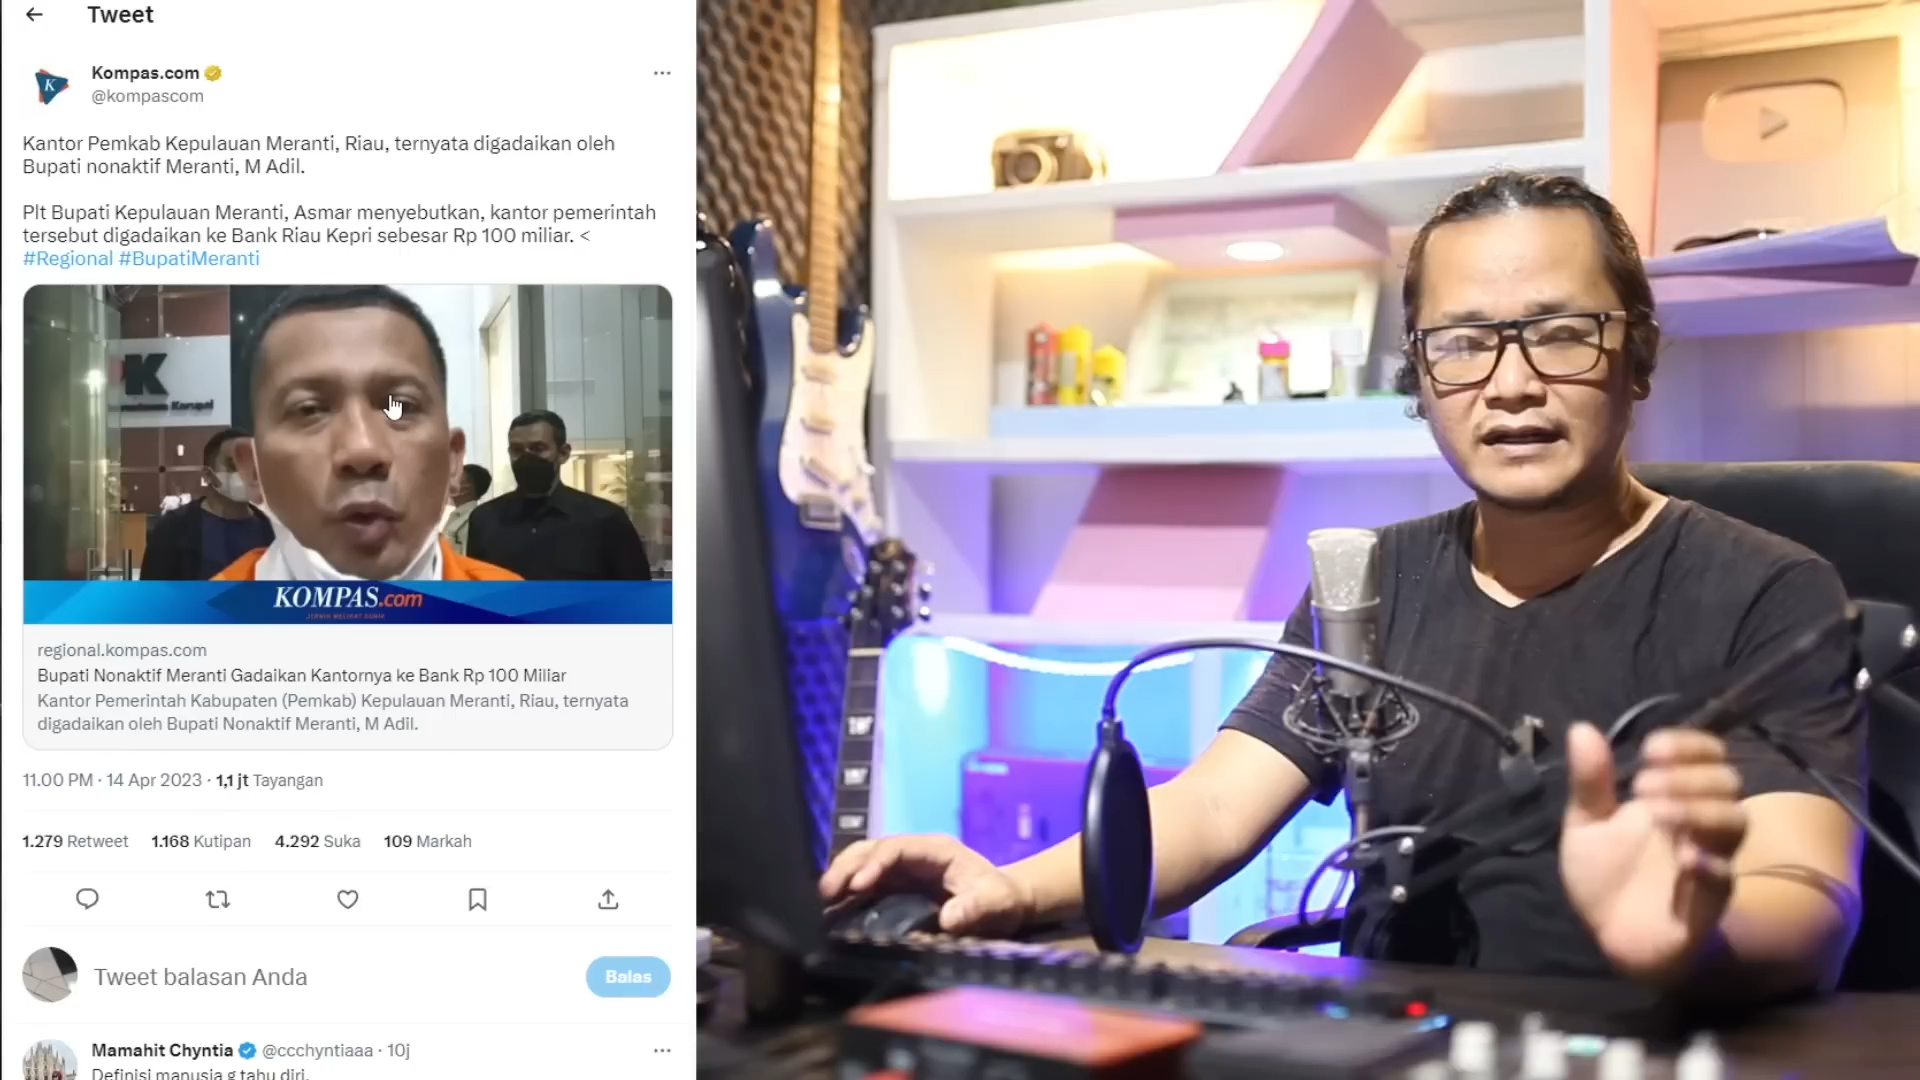 Tweet
Kompas.com
@kompascom
Kantor Pemkab Kepulauan Meranti, Riau, ternyata digadaikan oleh
Bupati nonaktif Meranti, M Adil.
Plt Bupati Kepulauan Meranti, Asmar menyebutkan, kantor pemerintah
tersebut digadaikan ke Bank Riau Kepri sebesar Rp 100 miliar. <
#Regional #BupatiMeranti
KOMPAS.com
regional.kompas.com
Bupati Nonaktif Meranti Gadaikan Kantornya ke Bank Rp 100 Miliar
Kantor Pemerintah Kabupaten (Pemkab) Kepulauan Meranti, Riau, ternyata
digadaikan oleh Bupati Nonaktif Meranti, M Adil.
11.00 PM · 14 Apr 2023 · 1,1 jt Tayangan
1.279 Retweet 1.168 Kutipan 4.292 Suka 109 Markah
Tweet balasan Anda
Balas
Mamahit Chyntia @ccchyntiaaa · 10j
Definisi manusia g tahu diri.